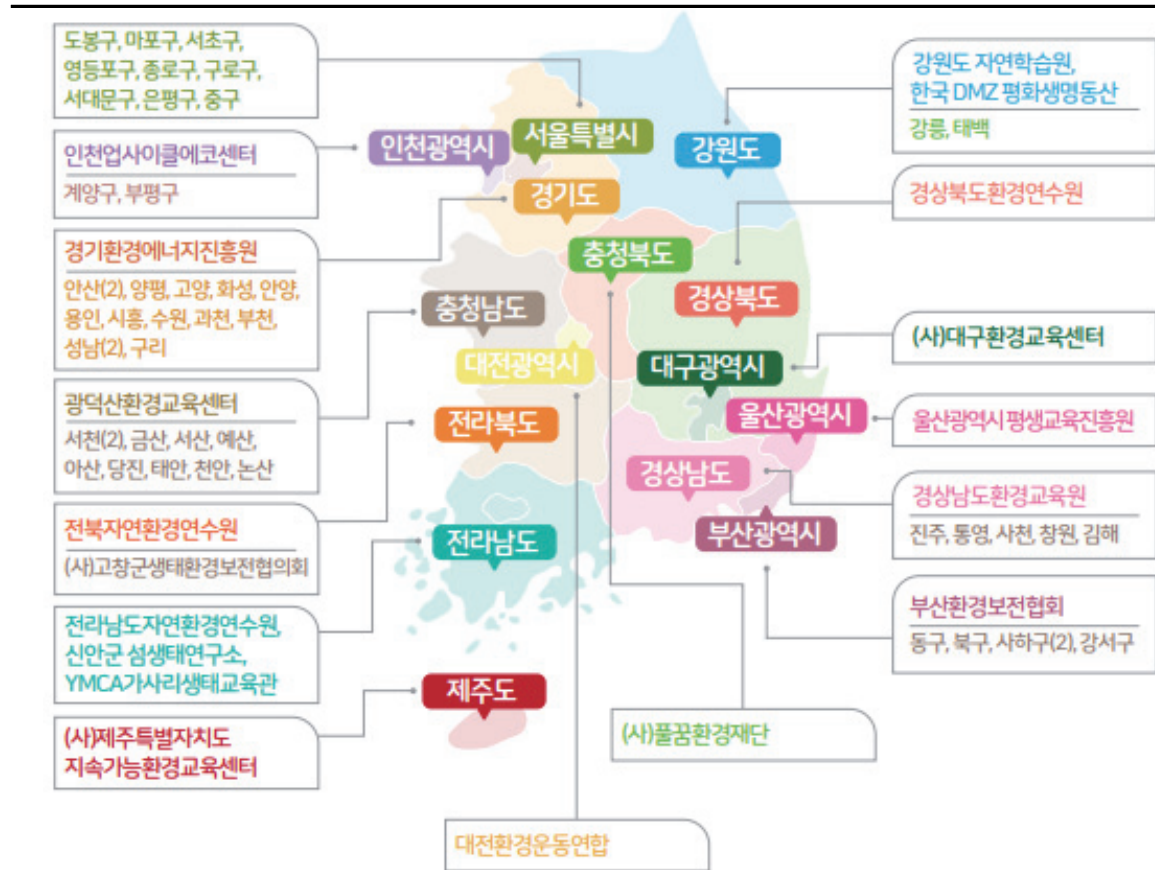 도봉구, 마포구, 서초구,
영등포구, 종로구, 구로구,
서대문구, 은평구, 중구
인천업사이클에코센터
계양구, 부평구
경기환경에너지진흥원
안산(2), 양평, 고양, 화성, 안양,
용인, 시흥, 수원, 과천, 부천,
성남(2), 구리
광덕산환경교육센터
서천(2), 금산, 서산, 예산,
아산, 당진, 태안, 천안, 논산
전북자연환경연수원
(사)고창군생태환경보전협의회
전라남도자연환경연수원,
신안군 섬생태연구소,
YMCA가사리생태교육관
(사)제주특별자치도
지속가능환경교육센터
인천광역시
서울특별시
강원도
경기도
충청북도
충청남도
경상북도
대전광역시
대구광역시
전라북도
울산광역시
경상남도
전라남도
부산광역시
제주도
강원도 자연학습원,
한국 DMZ 평화생명동산
강릉, 태백
경상북도환경연수원
(사)대구환경교육센터
울산광역시 평생교육진흥원
경상남도환경교육원
진주, 통영, 사천, 창원, 김해
부산환경보전협회
동구, 북구, 사하구(2), 강서구
(사)풀꿈환경재단
대전환경운동연합